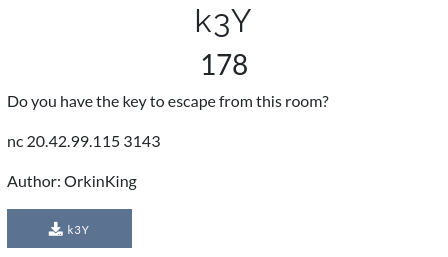 k3Y
178
Do you have the key to escape from this room?
nc 20.42.99.115 3143
Author: OrkinKing
k3Y